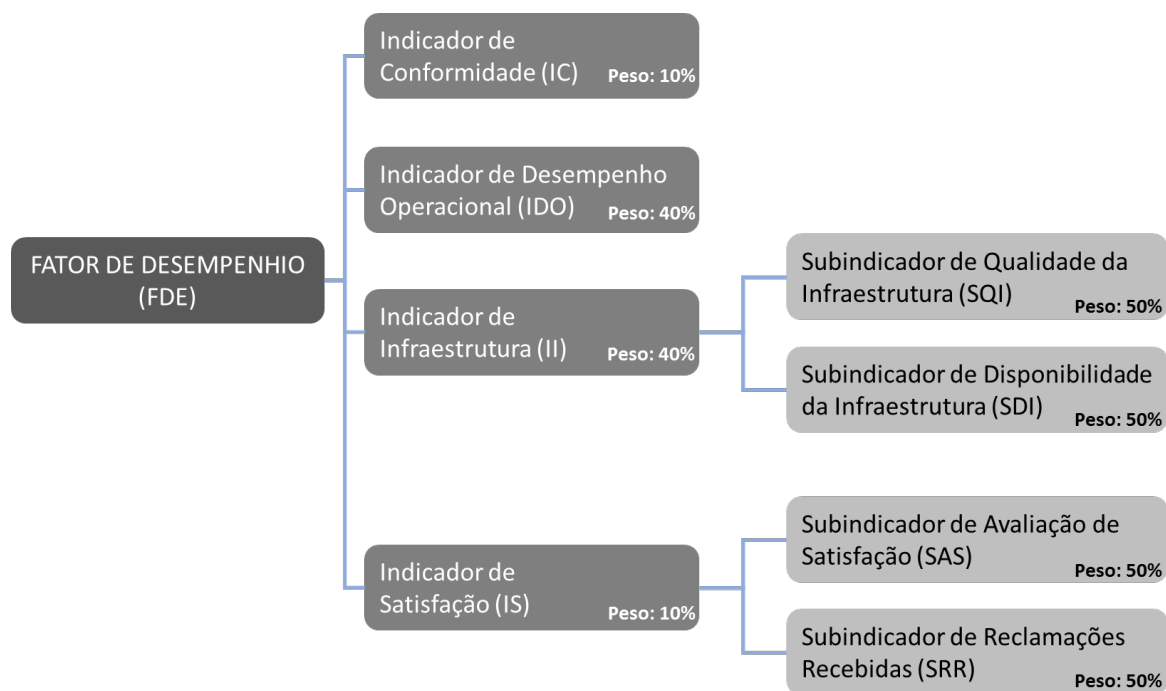 Indicador de
Conformidade (IC)
Peso: 10%
Indicador de Desempenho
Operacional (IDO)
Peso: 40%
FATOR DE DESEMPENHIO
(FDE)
Indicador de
Infraestrutura (II)
Peso: 40%
Subindicador de Qualidade da
Infraestrutura (SQI)
Peso: 50%
Subindicador de Disponibilidade
da Infraestrutura (SDI)
Peso: 50%
Indicador de
Satisfação (IS)
Peso: 10%
Subindicador de Avaliação de
Satisfação (SAS)
Peso: 50%
Subindicador de Reclamações
Recebidas (SRR)
Peso: 50%